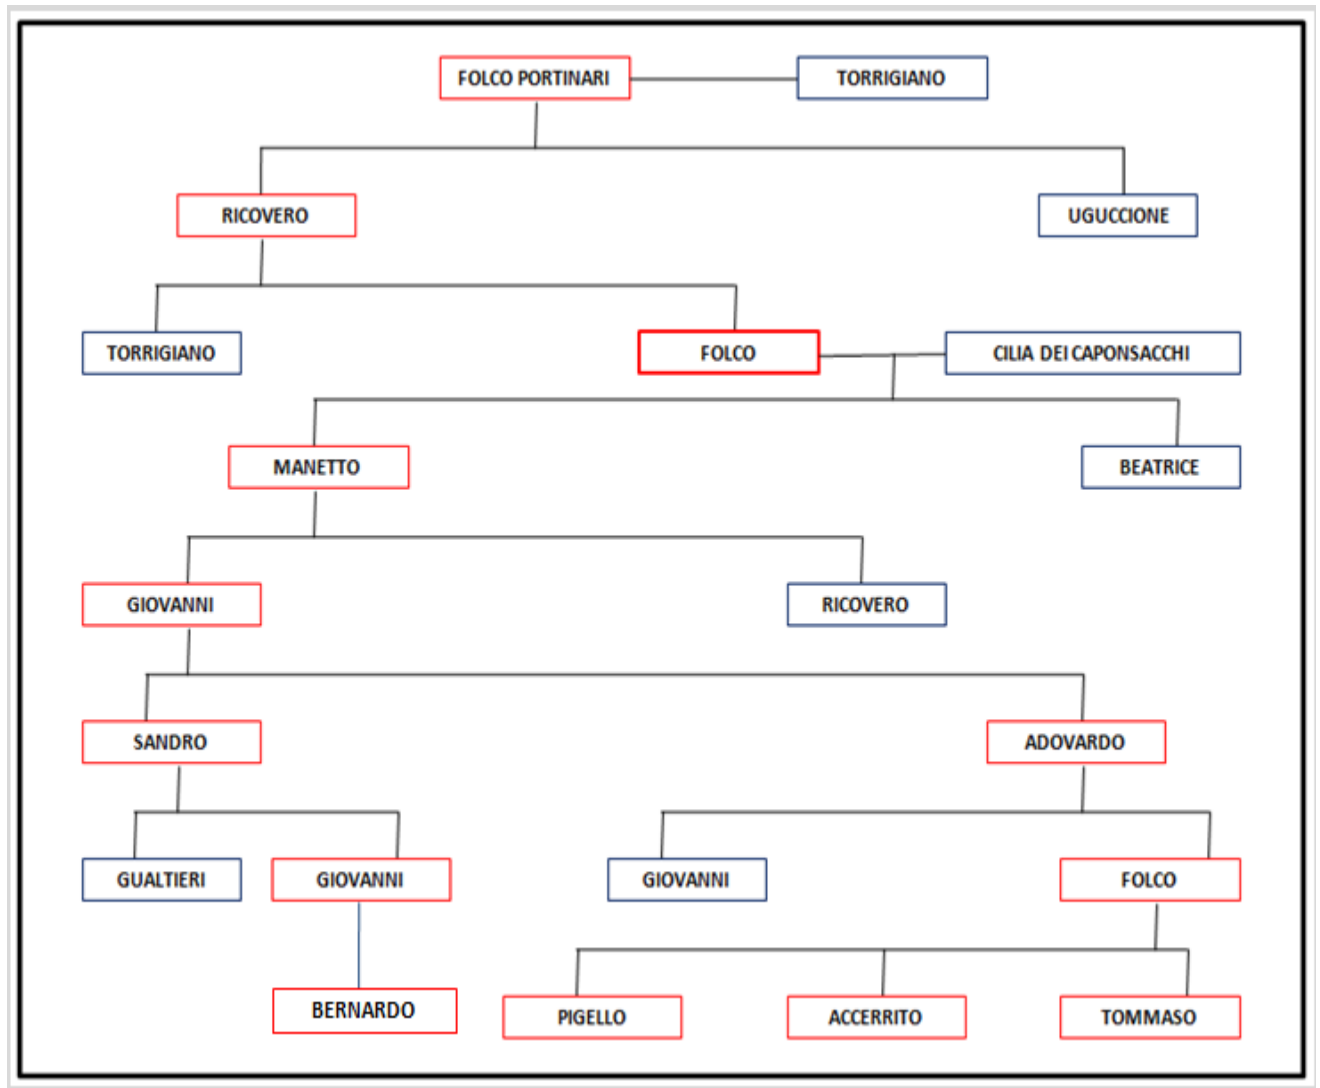 FOLCO PORTINARI
TORRIGIANO
RICOVERO
UGUCCIONE
TORRIGIANO
FOLCO
CILIA DEI CAPONSACCHI
MANETTO
BEATRICE
GIOVANNI
RICOVERO
SANDRO
ADOVARDO
GUALTIERI
GIOVANNI
GIOVANNI
FOLCO
BERNARDO
PIGELLO
ACCERRITO
TOMMASO